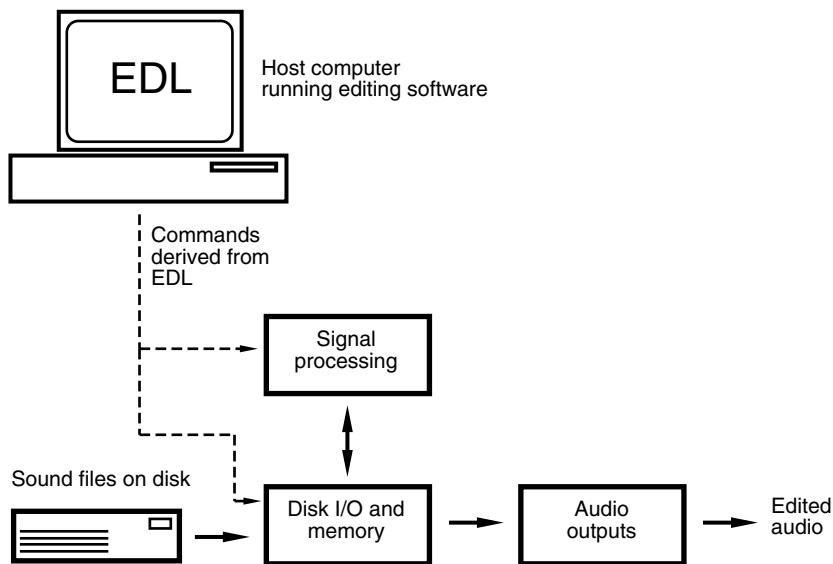 EDL
Host computer
running editing software
Commands
derived from
EDL
Signal
processing
Sound files on disk
Disk I/O and
memory
Audio
outputs
Edited
audio